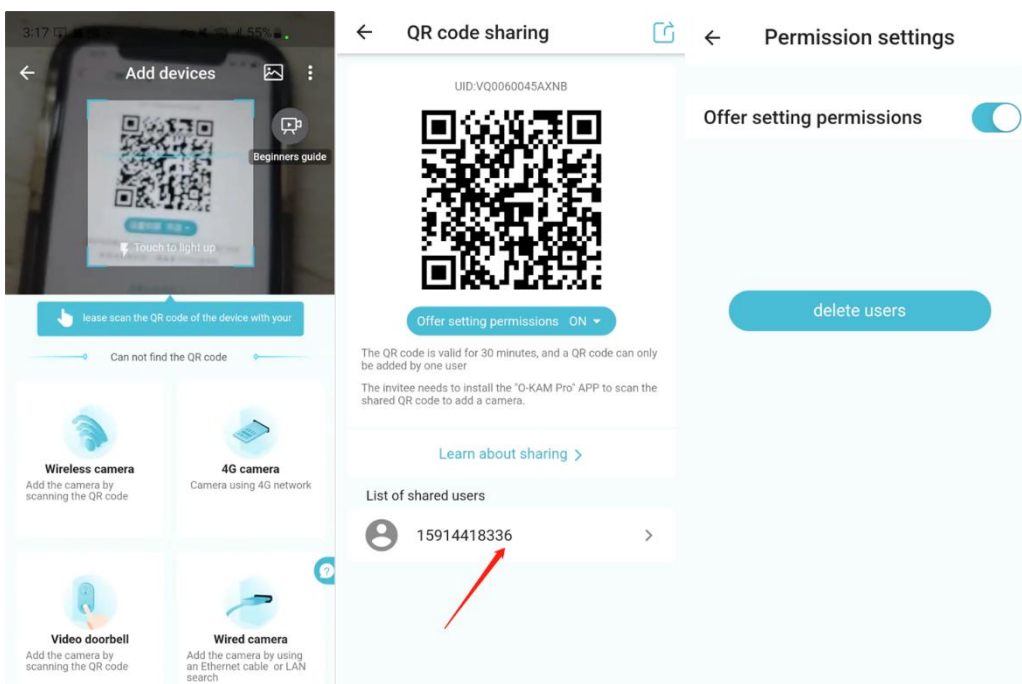 3:17
55%
Add devices
Beginners guide
Touch to light up
lease scan the QR code of the device with your
Can not find the QR code
Wireless camera
Add the camera by
scanning the QR code
4G camera
Camera using 4G network
Video doorbell
Add the camera by
scanning the QR code
Wired camera
Add the camera by using
an Ethernet cable or LAN
search
?
QR code sharing
UID:VQ0060045AXNB
Offer setting permissions ON
The QR code is valid for 30 minutes, and a QR code can only
be added by one user
The invitee needs to install the "O-KAM Pro" APP to scan the
shared QR code to add a camera.
Learn about sharing >
List of shared users
15914418336
Permission settings
Offer setting permissions
delete users